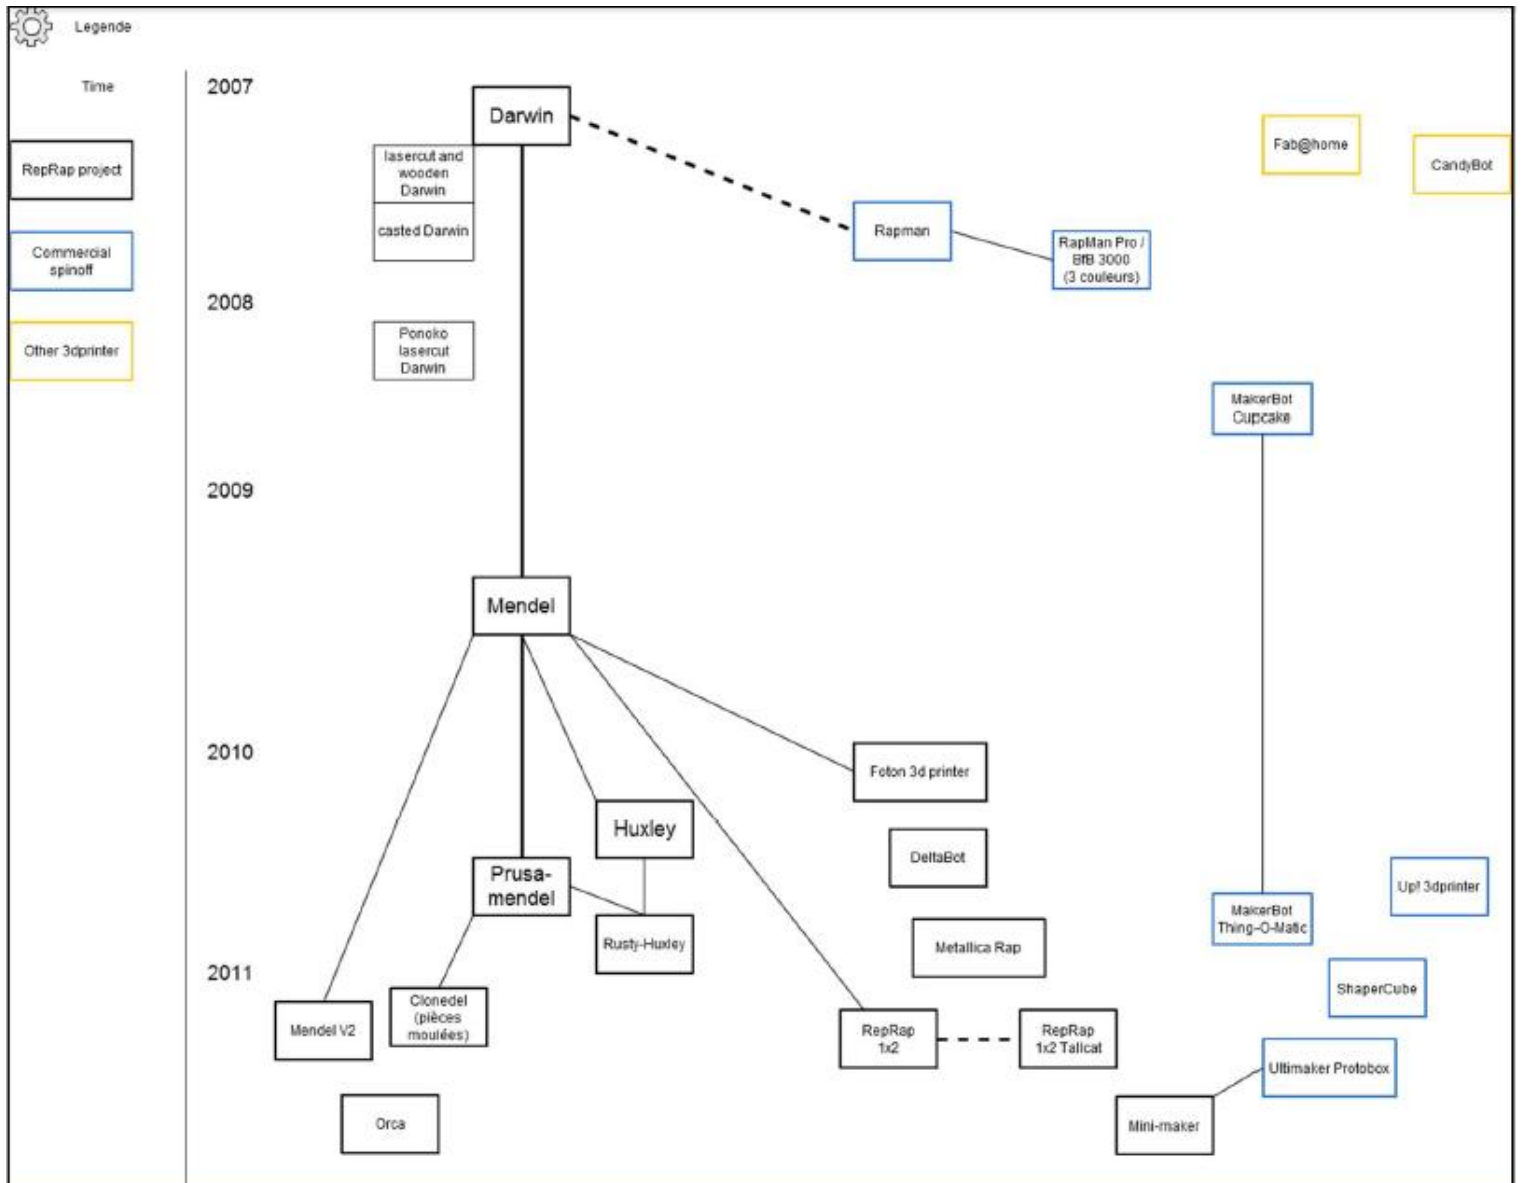 Legende
Time
2007
Darwin
Fab@home
RepRap project
lasercut and
wooden
Darwin
CandyBot
casted Darwin
Rapman
RapMan Pro /
BfB 3000
(3 couleurs)
Commercial
spinoff
2008
Other 3dprinter
Ponoko
lasercut
Darwin
MakerBot
Cupcake
2009
Mendel
2010
Foton 3d printer
Huxley
DeltaBot
Prusa-
mendel
Up! 3dprinter
MakerBot
Thing-O-Matic
Rusty-Huxley
Metallica Rap
2011
ShaperCube
Mendel V2
Clonedel
(pièces
moulées)
RepRap
1x2
RepRap
1x2 Tallcat
Ultimaker Protobox
Orca
Mini-maker